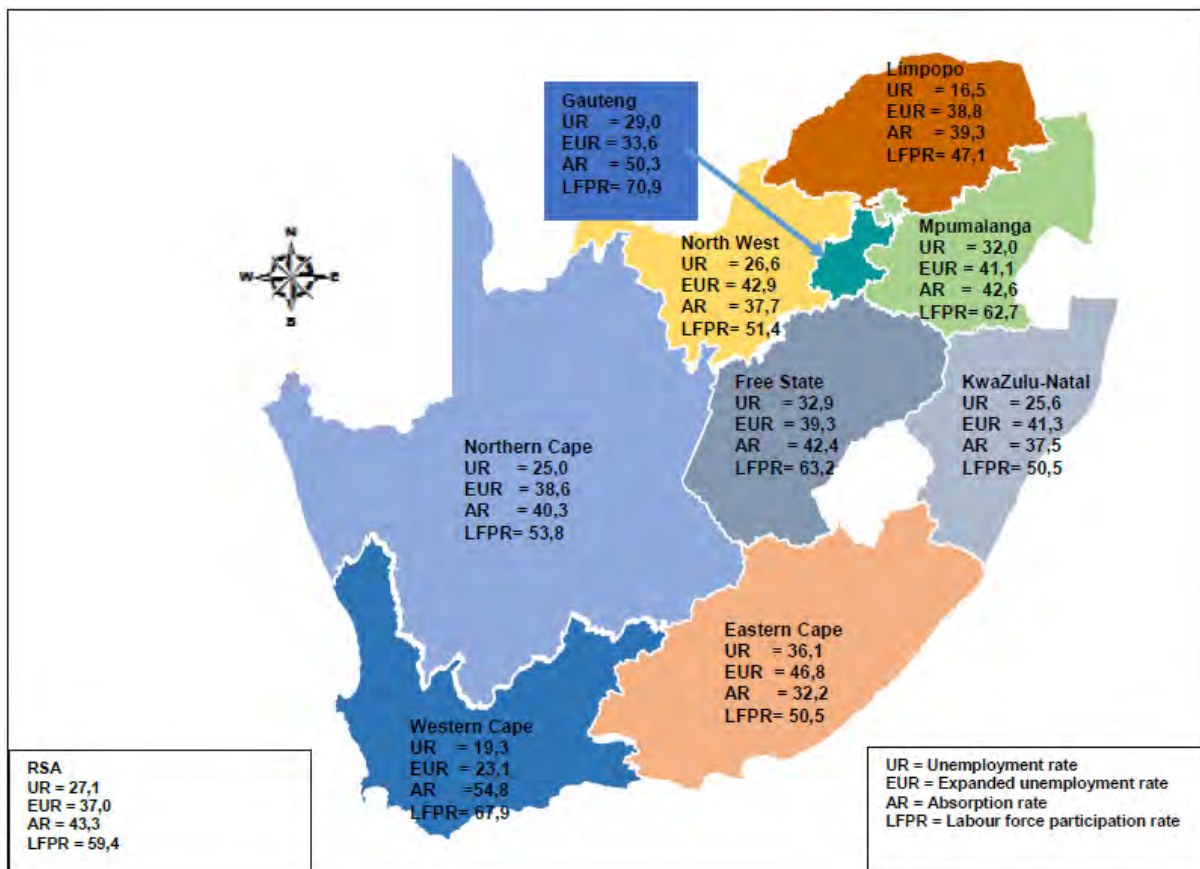 Limpopo
UR = 16,5
EUR = 38,8
AR = 39,3
LFPR= 47,1
Gauteng
UR = 29,0
EUR = 33,6
AR = 50,3
LFPR= 70,9
Mpumalanga
UR = 32,0
EUR = 41,1
AR = 42,6
LFPR= 62,7
North West
UR = 26,6
EUR = 42,9
AR = 37,7
LFPR= 51,4
N
W
E
S
Free State
UR = 32,9
EUR = 39,3
AR = 42,4
LFPR= 63,2
KwaZulu-Natal
UR = 25,6
EUR = 41,3
AR = 37,5
LFPR= 50,5
Northern Cape
UR = 25,0
EUR = 38,6
AR = 40,3
LFPR= 53,8
Eastern Cape
UR = 36,1
EUR = 46,8
AR = 32,2
LFPR= 50,5
Western Cape
UR = 19,3
EUR = 23,1
AR =54,8
LFPR= 67,9
RSA
UR = 27,1
EUR = 37,0
AR = 43,3
LFPR = 59,4
UR = Unemployment rate
EUR = Expanded unemployment rate
AR = Absorption rate
LFPR = Labour force participation rate